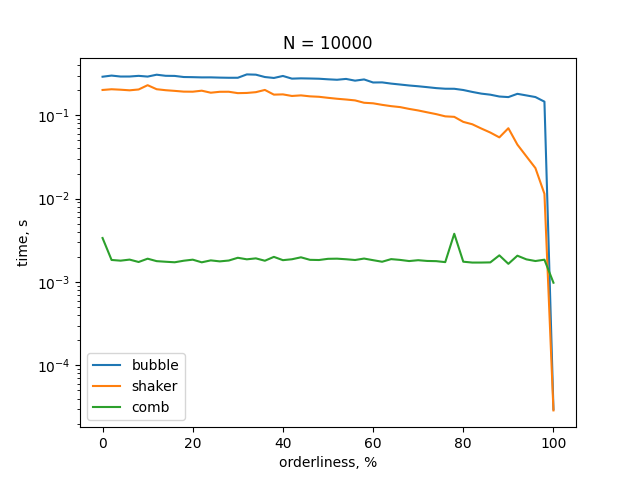 N = 10000
time, s
10⁻¹
10⁻²
10⁻³
10⁻⁴
bubble
shaker
comb
0 20 40 60 80 100
orderliness, %